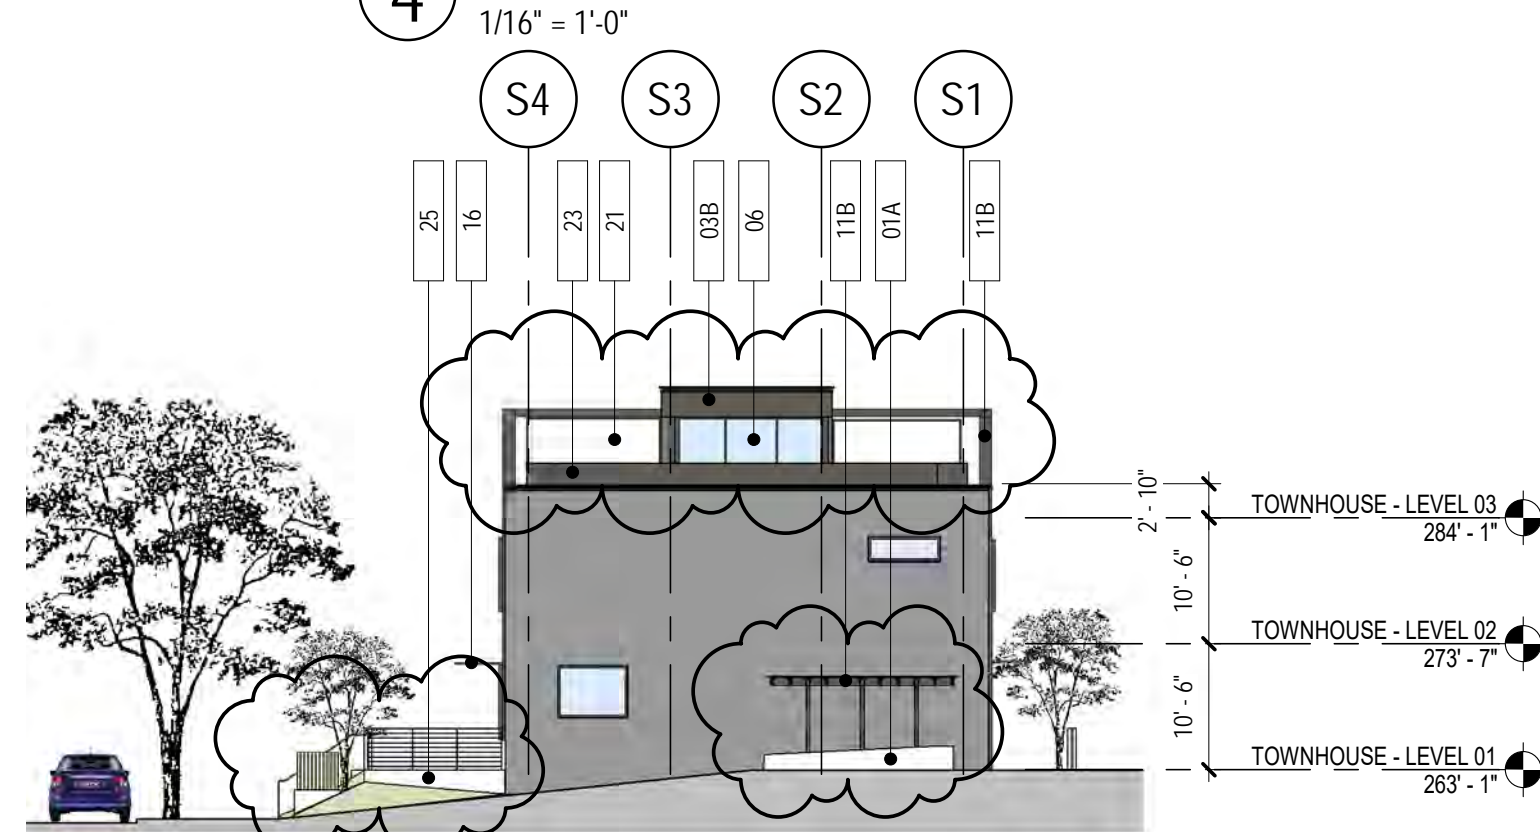 4
1/16" = 1'-0"
S4 S3 S2 S1
25 16 23 21 03B 06 11B 01A 11B
2' - 10"
TOWNHOUSE - LEVEL 03
284' - 1"
10' - 6"
TOWNHOUSE - LEVEL 02
273' - 7"
10' - 6"
TOWNHOUSE - LEVEL 01
263' - 1"